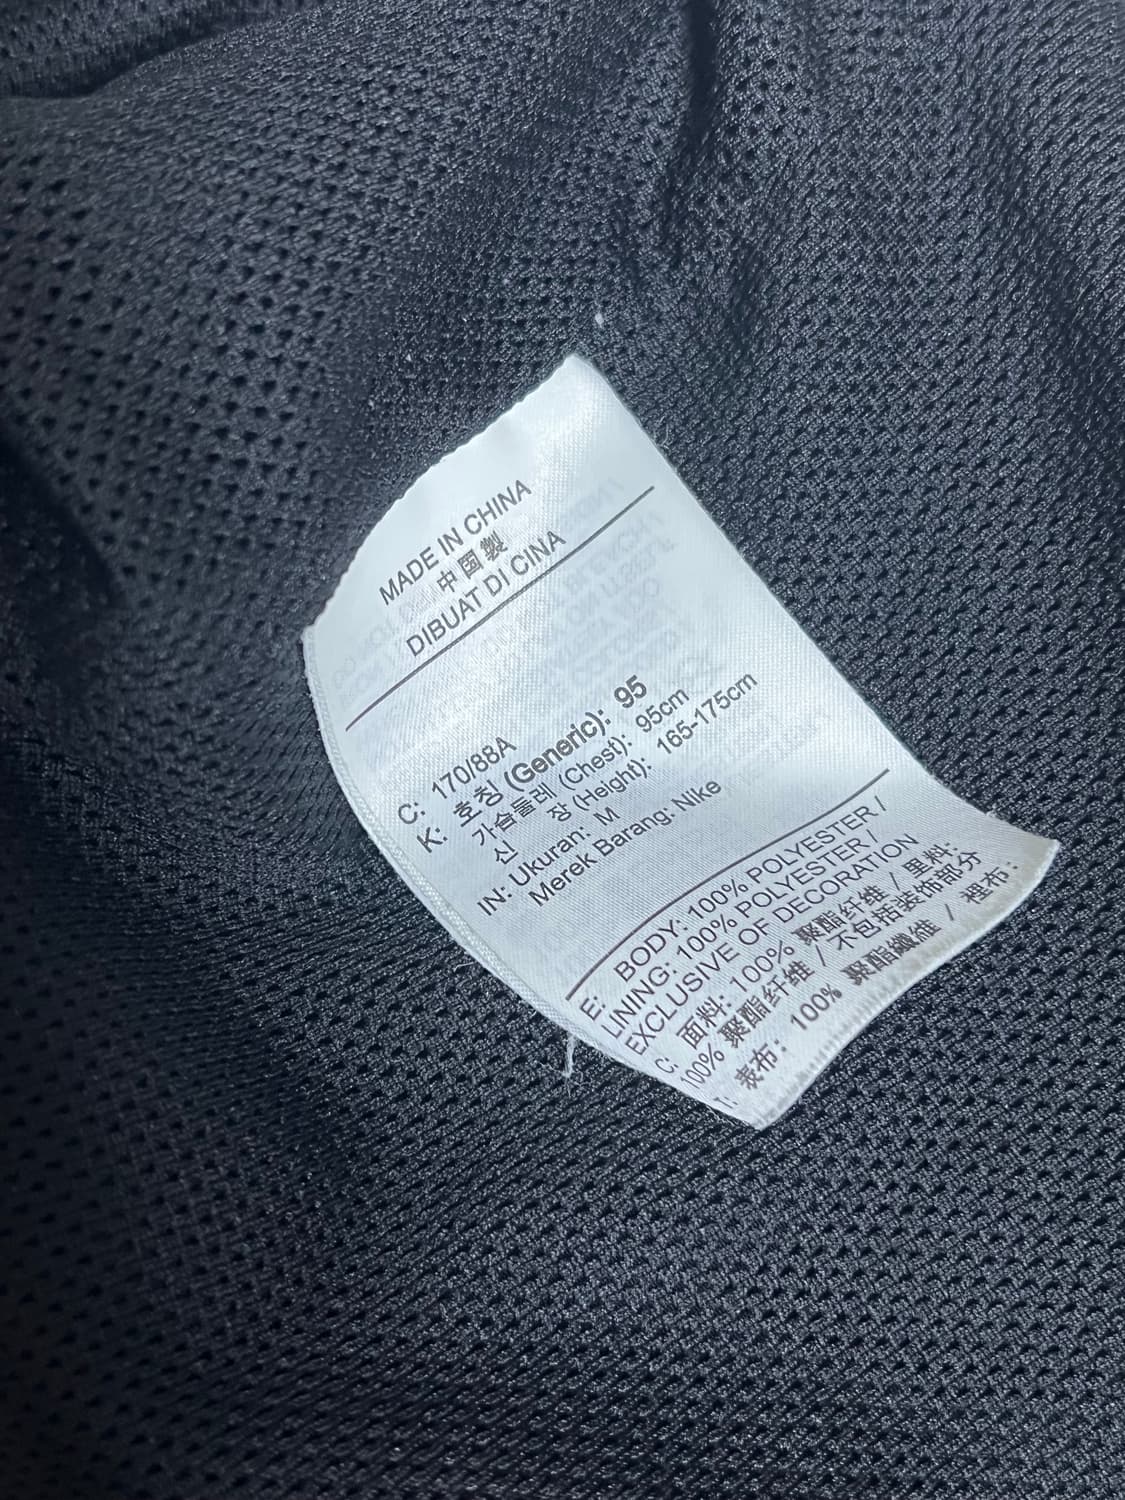 MADE IN CHINA
中国製
DIBUAT DI CINA
C: 170/88A
K: 호칭 (Generic): 95
가슴둘레 (Chest): 95cm
신 장 (Height): 165-175cm
IN: Ukuran: M
Merek Barang: Nike
E: BODY: 100% POLYESTER /
LINING: 100% POLYESTER /
EXCLUSIVE OF DECORATION
C: 面料: 100% 聚酯纤维 / 里料:
100% 聚酯纤维 / 不包括装饰部分
T: 表布: 100% 聚酯纖維 / 裡布: